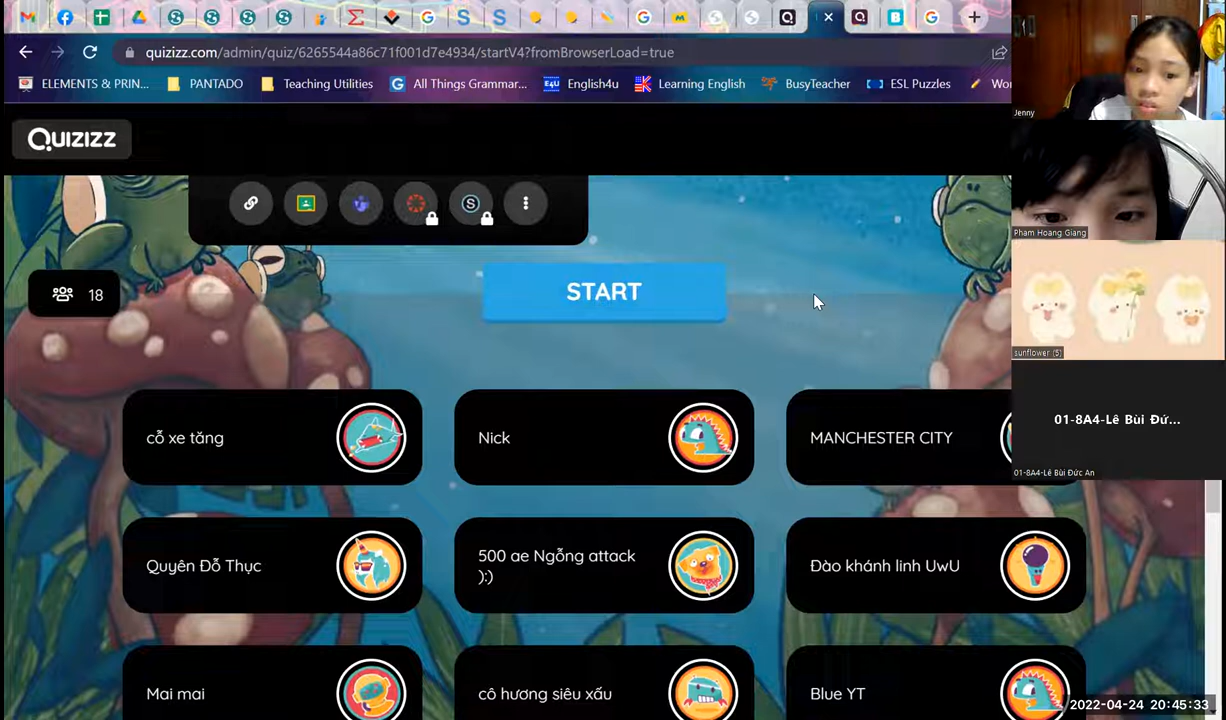 quizizz.com/admin/quiz/6265544a86c71f001d7e4934/startV4?fromBrowserLoad=true
ELEMENTS & PRIN... PANTADO Teaching Utilities All Things Grammar... English4u Learning English BusyTeacher ESL Puzzles Wo
Jenny
QUIZIZZ
Pham Hoang Giang
18
START
sunflower (5)
01-8A4-Lê Bùi Đứ...
01-8A4-Lê Bùi Đức An
cỗ xe tăng
Nick
MANCHESTER CITY
Quyên Đỗ Thục
500 ae Ngỗng attack
):)
Đào khánh linh UwU
Mai mai
cô hương siêu xấu
Blue YT
2022-04-24 20:45:33